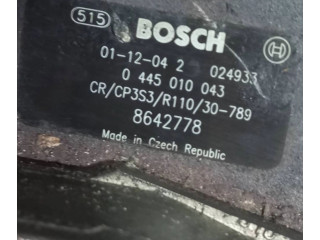 515 BOSCH
01-12-04 2 024933
0 445 010 043
CR/CP3S3/R110/30-789
8642778
Made in Czech Republic